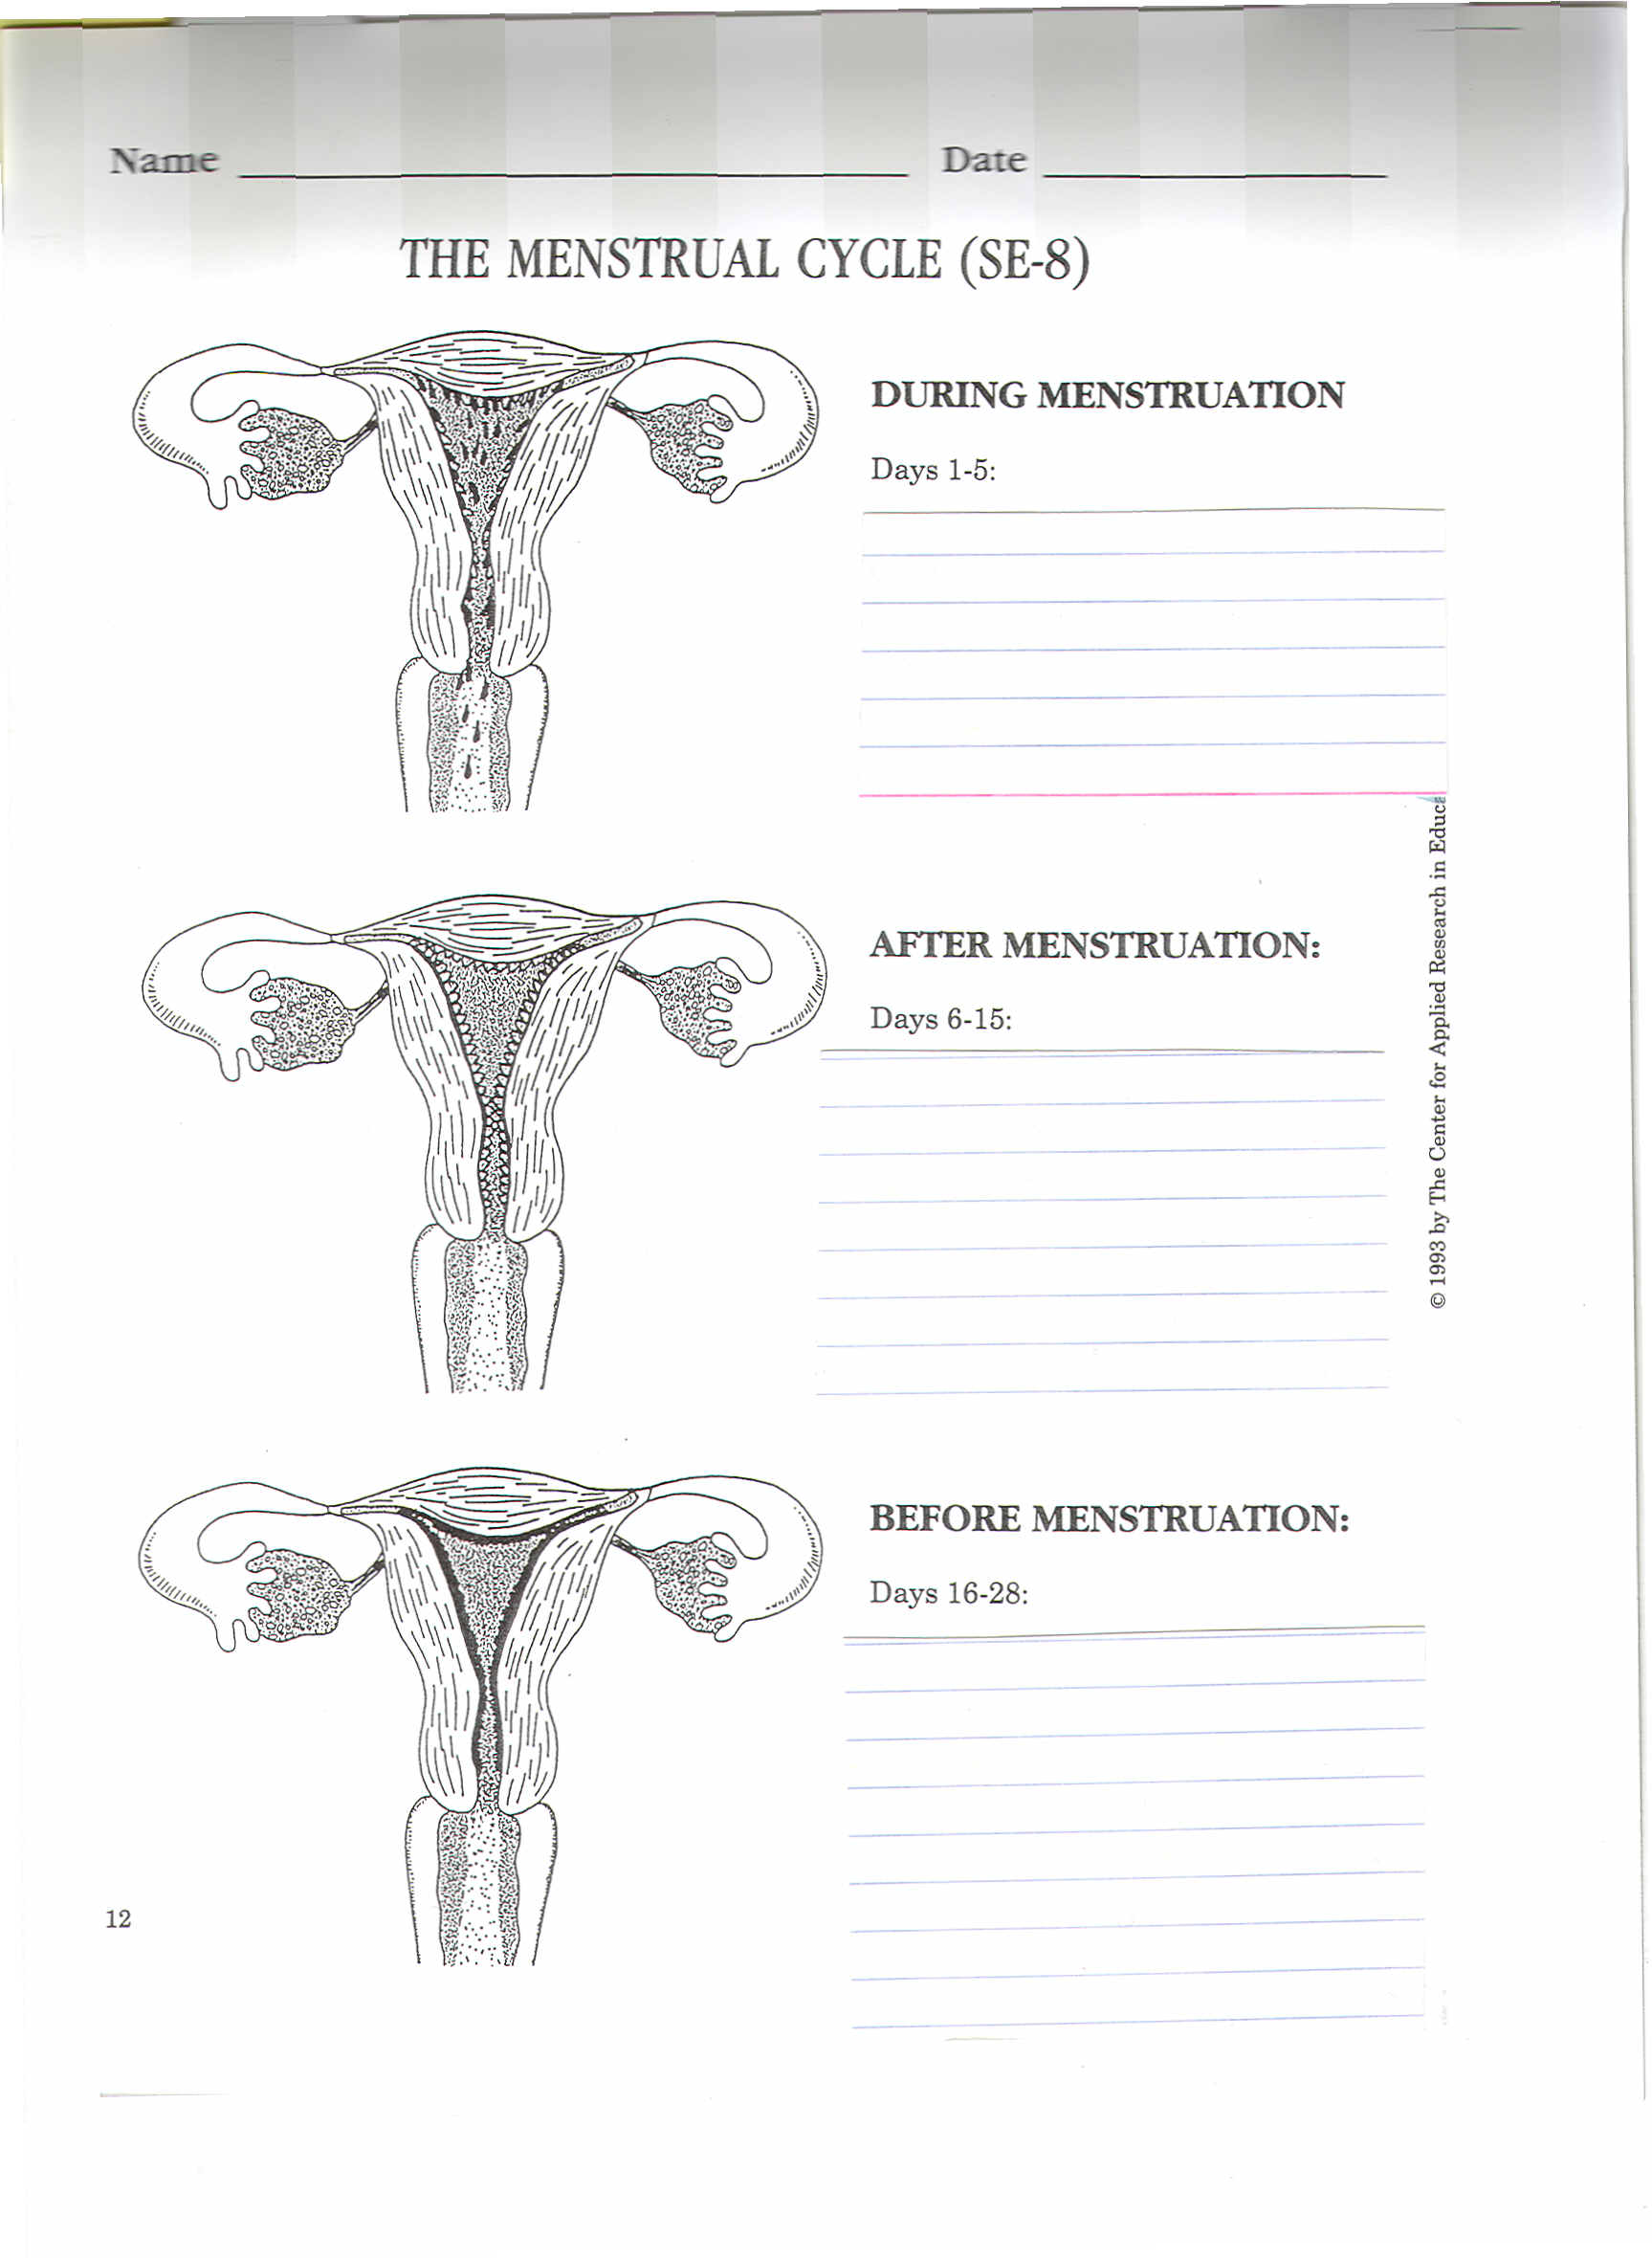 Name Date
THE MENSTRUAL CYCLE (SE-8)
DURING MENSTRUATION
Days 1-5:
AFTER MENSTRUATION:
Days 6-15:
© 1993 by The Center for Applied Research in Educa
BEFORE MENSTRUATION:
Days 16-28:
12